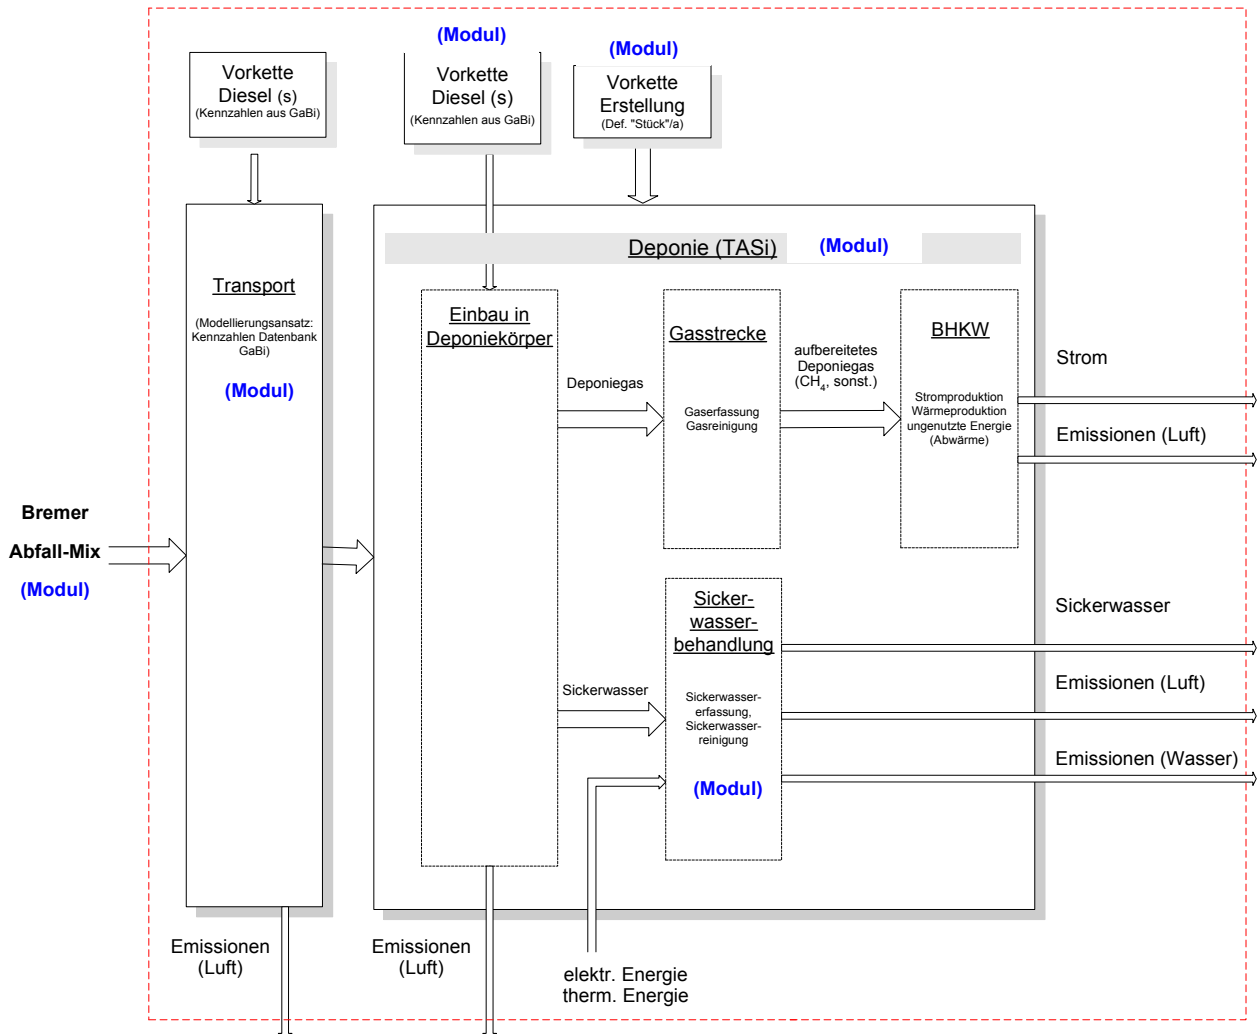 (Modul)
(Modul)
Vorkette
Diesel (s)
(Kennzahlen aus GaBi)
Vorkette
Diesel (s)
(Kennzahlen aus GaBi)
Vorkette
Erstellung
(Def. "Stück"/a)
Deponie (TASi)
(Modul)
Transport
(Modellierungsansatz:
Kennzahlen Datenbank
GaBi)
(Modul)
Einbau in
Deponiekörper
Deponiegas
Gasstrecke
Gaserfassung
Gasreinigung
aufbereitetes
Deponiegas
(CH₄, sonst.)
BHKW
Stromproduktion
Wärmeproduktion
ungenutzte Energie
(Abwärme)
Strom
Emissionen (Luft)
Bremer
Abfall-Mix
(Modul)
Sickerwasser
Sicker-
wasser-
behandlung
Sickerwasser-
erfassung,
Sickerwasser-
reinigung
(Modul)
Sickerwasser
Emissionen (Luft)
Emissionen (Wasser)
Emissionen
(Luft)
Emissionen
(Luft)
elektr. Energie
therm. Energie